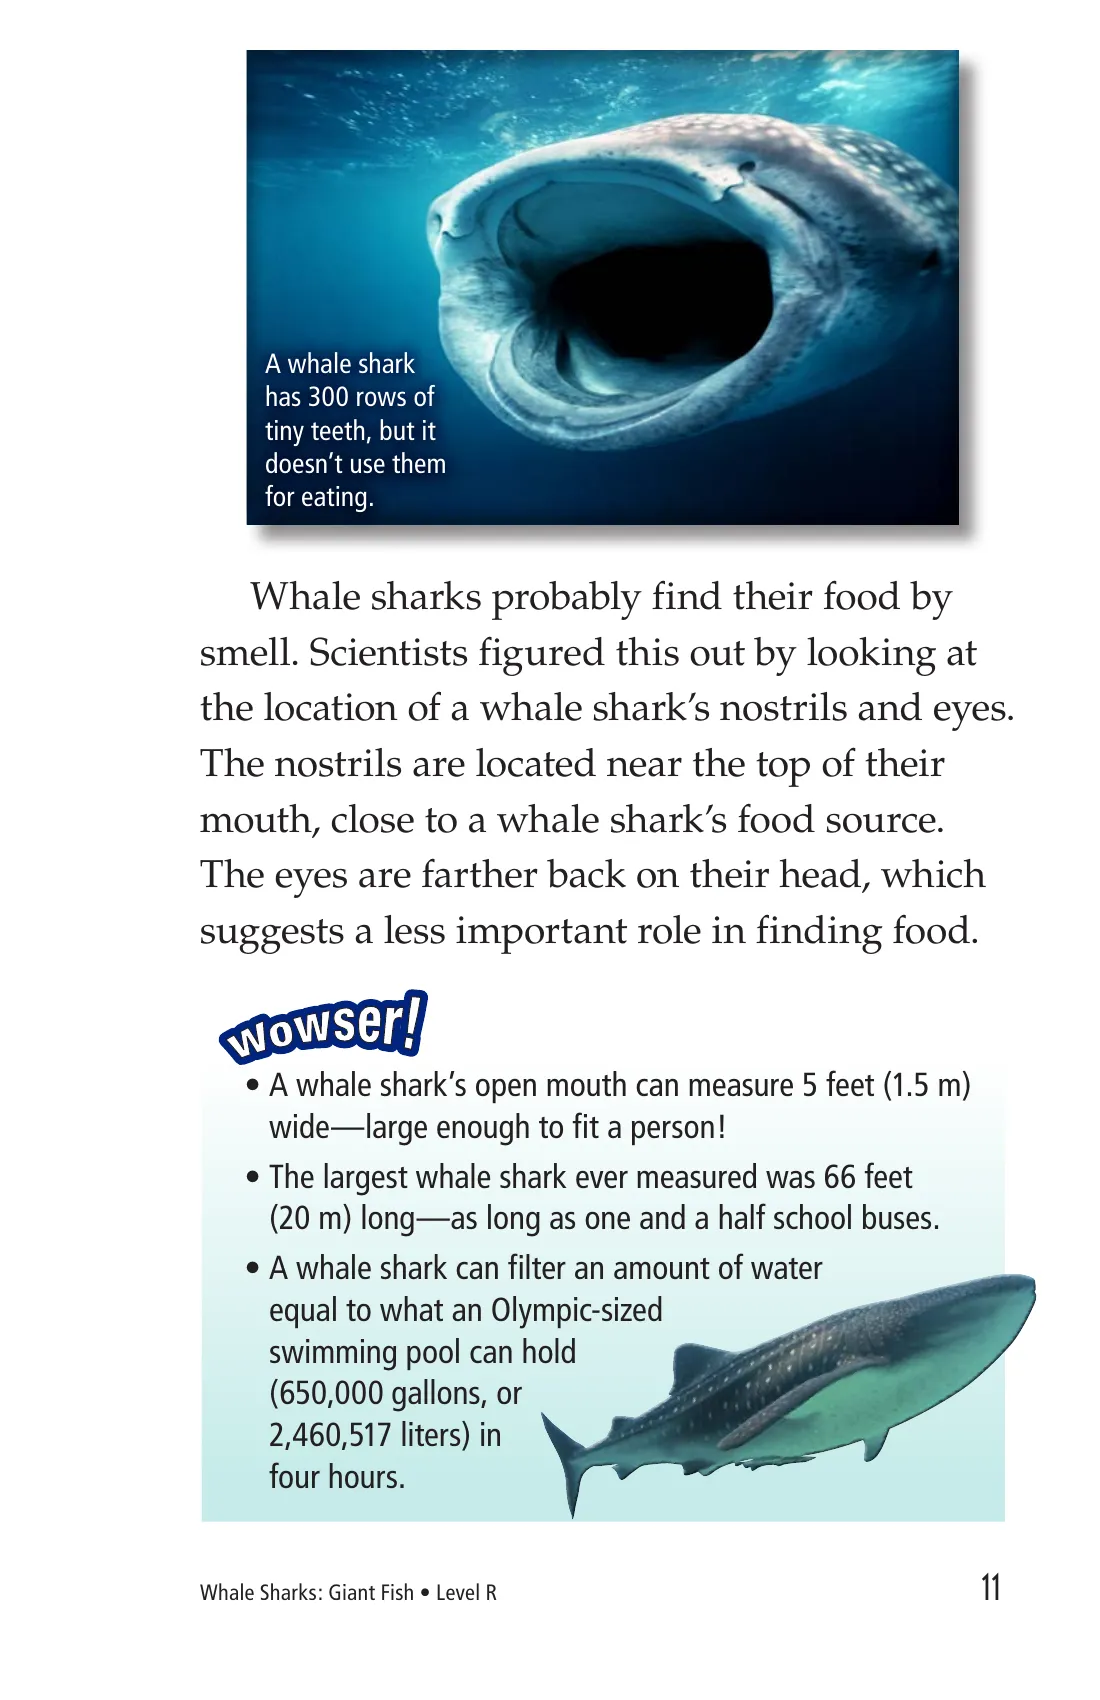 A whale shark
has 300 rows of
tiny teeth, but it
doesn’t use them
for eating.
Whale sharks probably find their food by
smell. Scientists figured this out by looking at
the location of a whale shark’s nostrils and eyes.
The nostrils are located near the top of their
mouth, close to a whale shark’s food source.
The eyes are farther back on their head, which
suggests a less important role in finding food.
Wowser!
• A whale shark’s open mouth can measure 5 feet (1.5 m)
wide—large enough to fit a person!
• The largest whale shark ever measured was 66 feet
(20 m) long—as long as one and a half school buses.
• A whale shark can filter an amount of water
equal to what an Olympic-sized
swimming pool can hold
(650,000 gallons, or
2,460,517 liters) in
four hours.
Whale Sharks: Giant Fish • Level R
11